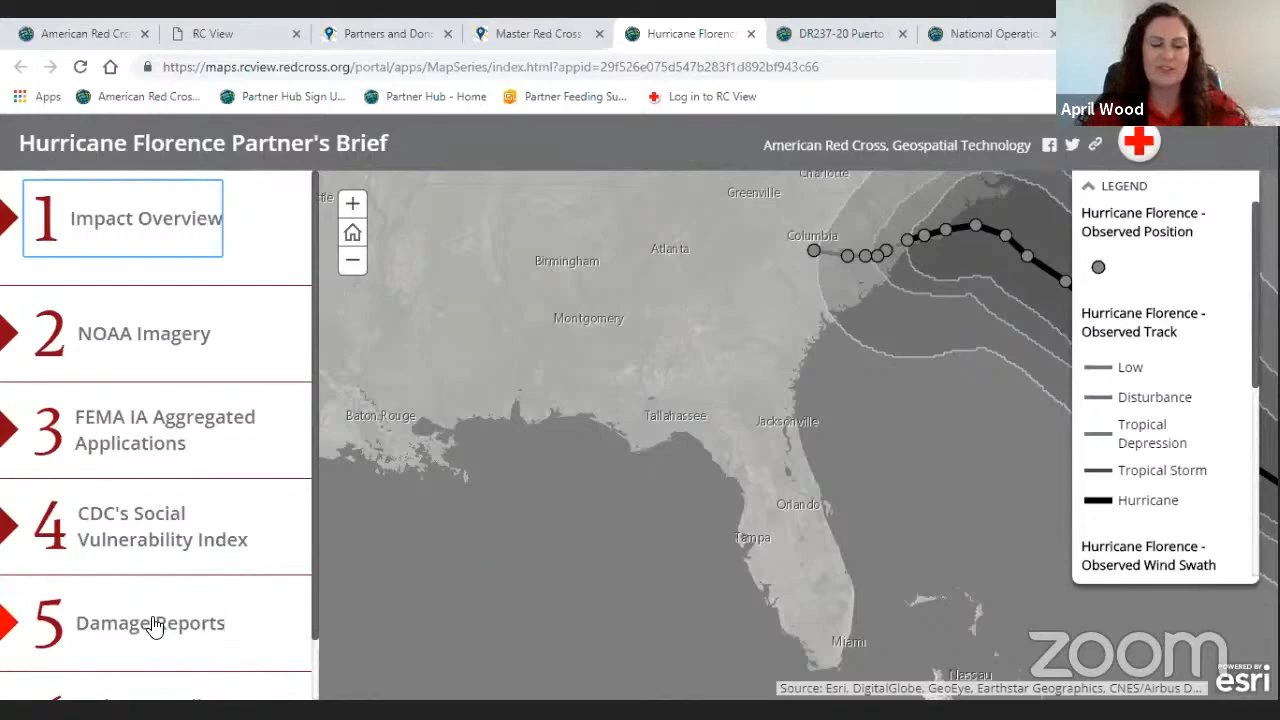 American Red Cr
RC View
Partners and Don
Master Red Cross
Hurricane Florenc
DR237-20 Puerto
National Operatic
https://maps.rcview.redcross.org/portal/apps/MapSeries/index.html?appid=29f526e075d547b283f1d892bf943c66
Apps
American Red Cros...
Partner Hub Sign U...
Partner Hub - Home
Partner Feeding Su...
Log in to RC View
April Wood
Hurricane Florence Partner's Brief
American Red Cross, Geospatial Technology
1 Impact Overview
2 NOAA Imagery
3 FEMA IA Aggregated
Applications
4 CDC's Social
Vulnerability Index
5 Damage Reports
tle
Charlotte
Greenville
Columbia
Atlanta
Birmingham
Montgomery
Baton Rouge
Tallahassee
Jacksonville
Orlando
Tampa
Miami
Nassau
LEGEND
Hurricane Florence -
Observed Position
Hurricane Florence -
Observed Track
Low
Disturbance
Tropical
Depression
Tropical Storm
Hurricane
Hurricane Florence -
Observed Wind Swath
zoom
POWERED BY
esri
Source: Esri, DigitalGlobe, GeoEye, Earthstar Geographics, CNES/Airbus D...